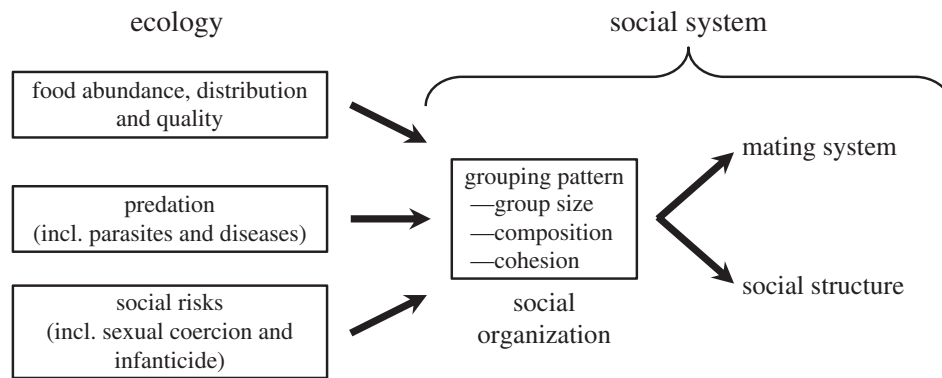 ecology
social system
food abundance, distribution
and quality
predation
(incl. parasites and diseases)
social risks
(incl. sexual coercion and
infanticide)
grouping pattern
—group size
—composition
—cohesion
social
organization
mating system
social structure